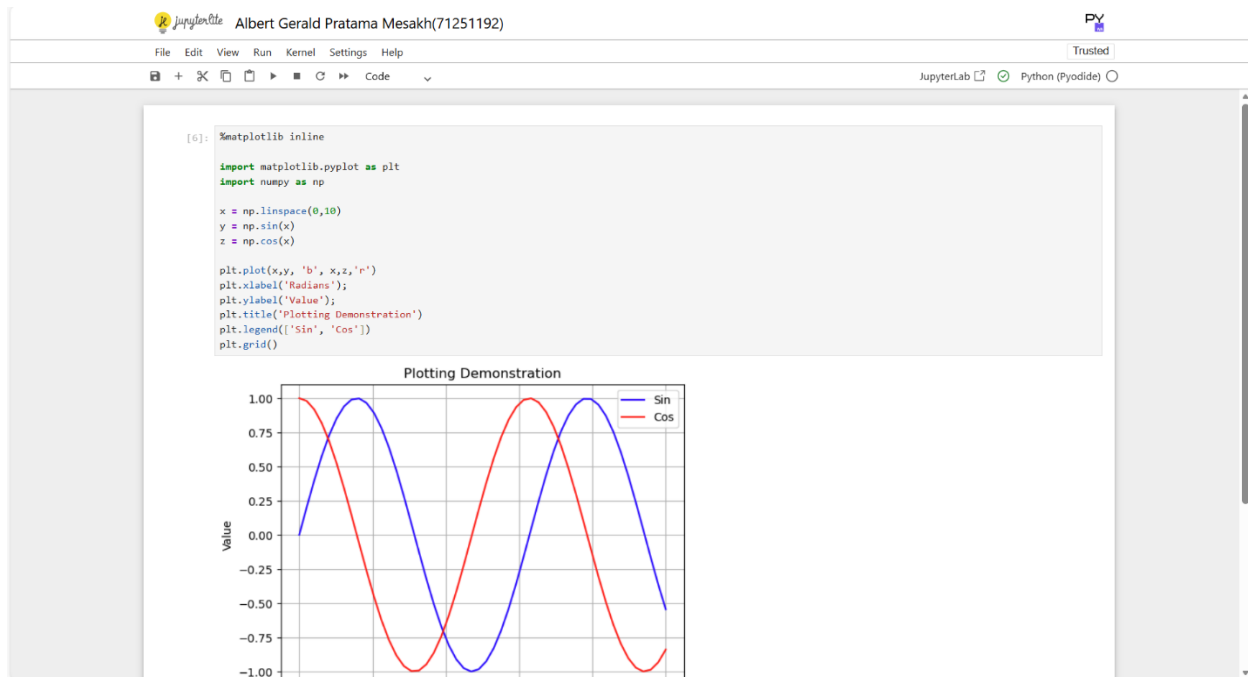 jupyterlite Albert Gerald Pratama Mesakh(71251192) PY
File Edit View Run Kernel Settings Help Trusted
Code JupyterLab Python (Pyodide)
[6]: %matplotlib inline
import matplotlib.pyplot as plt
import numpy as np
x = np.linspace(0,10)
y = np.sin(x)
z = np.cos(x)
plt.plot(x,y, 'b', x,z,'r')
plt.xlabel('Radians');
plt.ylabel('Value');
plt.title('Plotting Demonstration')
plt.legend(['Sin', 'Cos'])
plt.grid()
Plotting Demonstration
Sin
Cos
1.00
0.75
0.50
0.25
0.00
−0.25
−0.50
−0.75
−1.00
Value